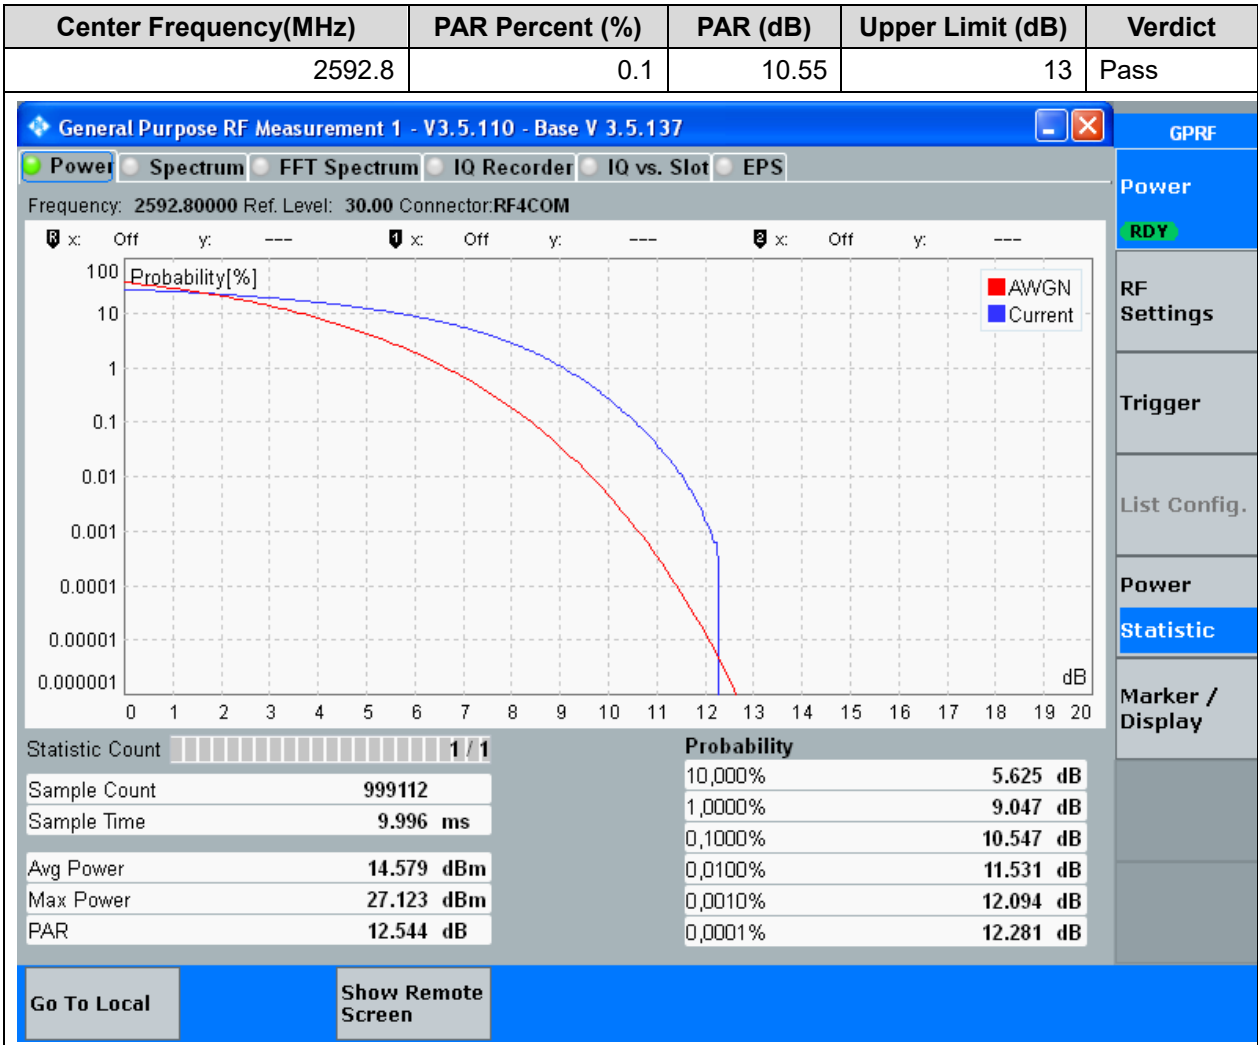 Center Frequency(MHz) PAR Percent (%) PAR (dB) Upper Limit (dB) Verdict
2592.8 0.1 10.55 13 Pass
General Purpose RF Measurement 1 - V3.5.110 - Base V 3.5.137
GPRF
Power Spectrum FFT Spectrum IQ Recorder IQ vs. Slot EPS
Frequency: 2592.80000 Ref. Level: 30.00 Connector:RF4COM
R x: Off y: --- 1 x: Off y: --- 2 x: Off y: ---
Probability[%]
AWGN
Current
100
10
1
0.1
0.01
0.001
0.0001
0.00001
0.000001
dB
0 1 2 3 4 5 6 7 8 9 10 11 12 13 14 15 16 17 18 19 20
Statistic Count 1 / 1
Sample Count 999112
Sample Time 9.996 ms
Avg Power 14.579 dBm
Max Power 27.123 dBm
PAR 12.544 dB
Probability
10,000% 5.625 dB
1,0000% 9.047 dB
0,1000% 10.547 dB
0,0100% 11.531 dB
0,0010% 12.094 dB
0,0001% 12.281 dB
Power
RDY
RF
Settings
Trigger
List Config.
Power
Statistic
Marker /
Display
Go To Local
Show Remote
Screen